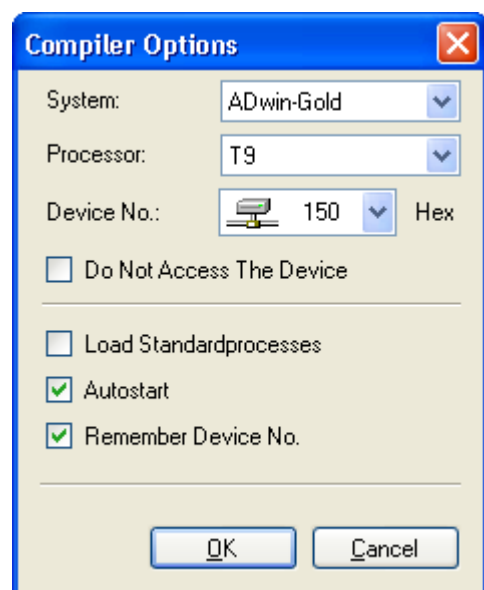 Compiler Options
System: ADwin-Gold
Processor: T9
Device No.: 150 Hex
Do Not Access The Device
Load Standardprocesses
Autostart
Remember Device No.
OK Cancel